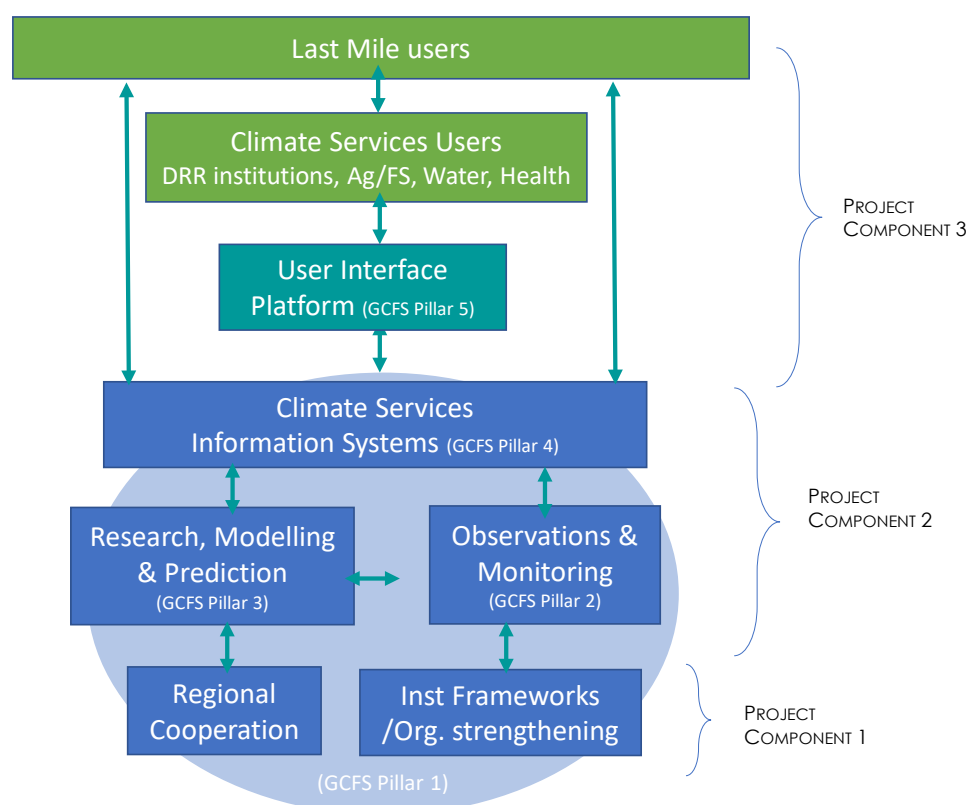 Last Mile users
Climate Services Users
DRR institutions, Ag/FS, Water, Health
User Interface
Platform (GCFS Pillar 5)
PROJECT
COMPONENT 3
Climate Services
Information Systems (GCFS Pillar 4)
Research, Modelling
& Prediction
(GCFS Pillar 3)
Observations &
Monitoring
(GCFS Pillar 2)
PROJECT
COMPONENT 2
Regional
Cooperation
Inst Frameworks
/Org. strengthening
PROJECT
COMPONENT 1
(GCFS Pillar 1)